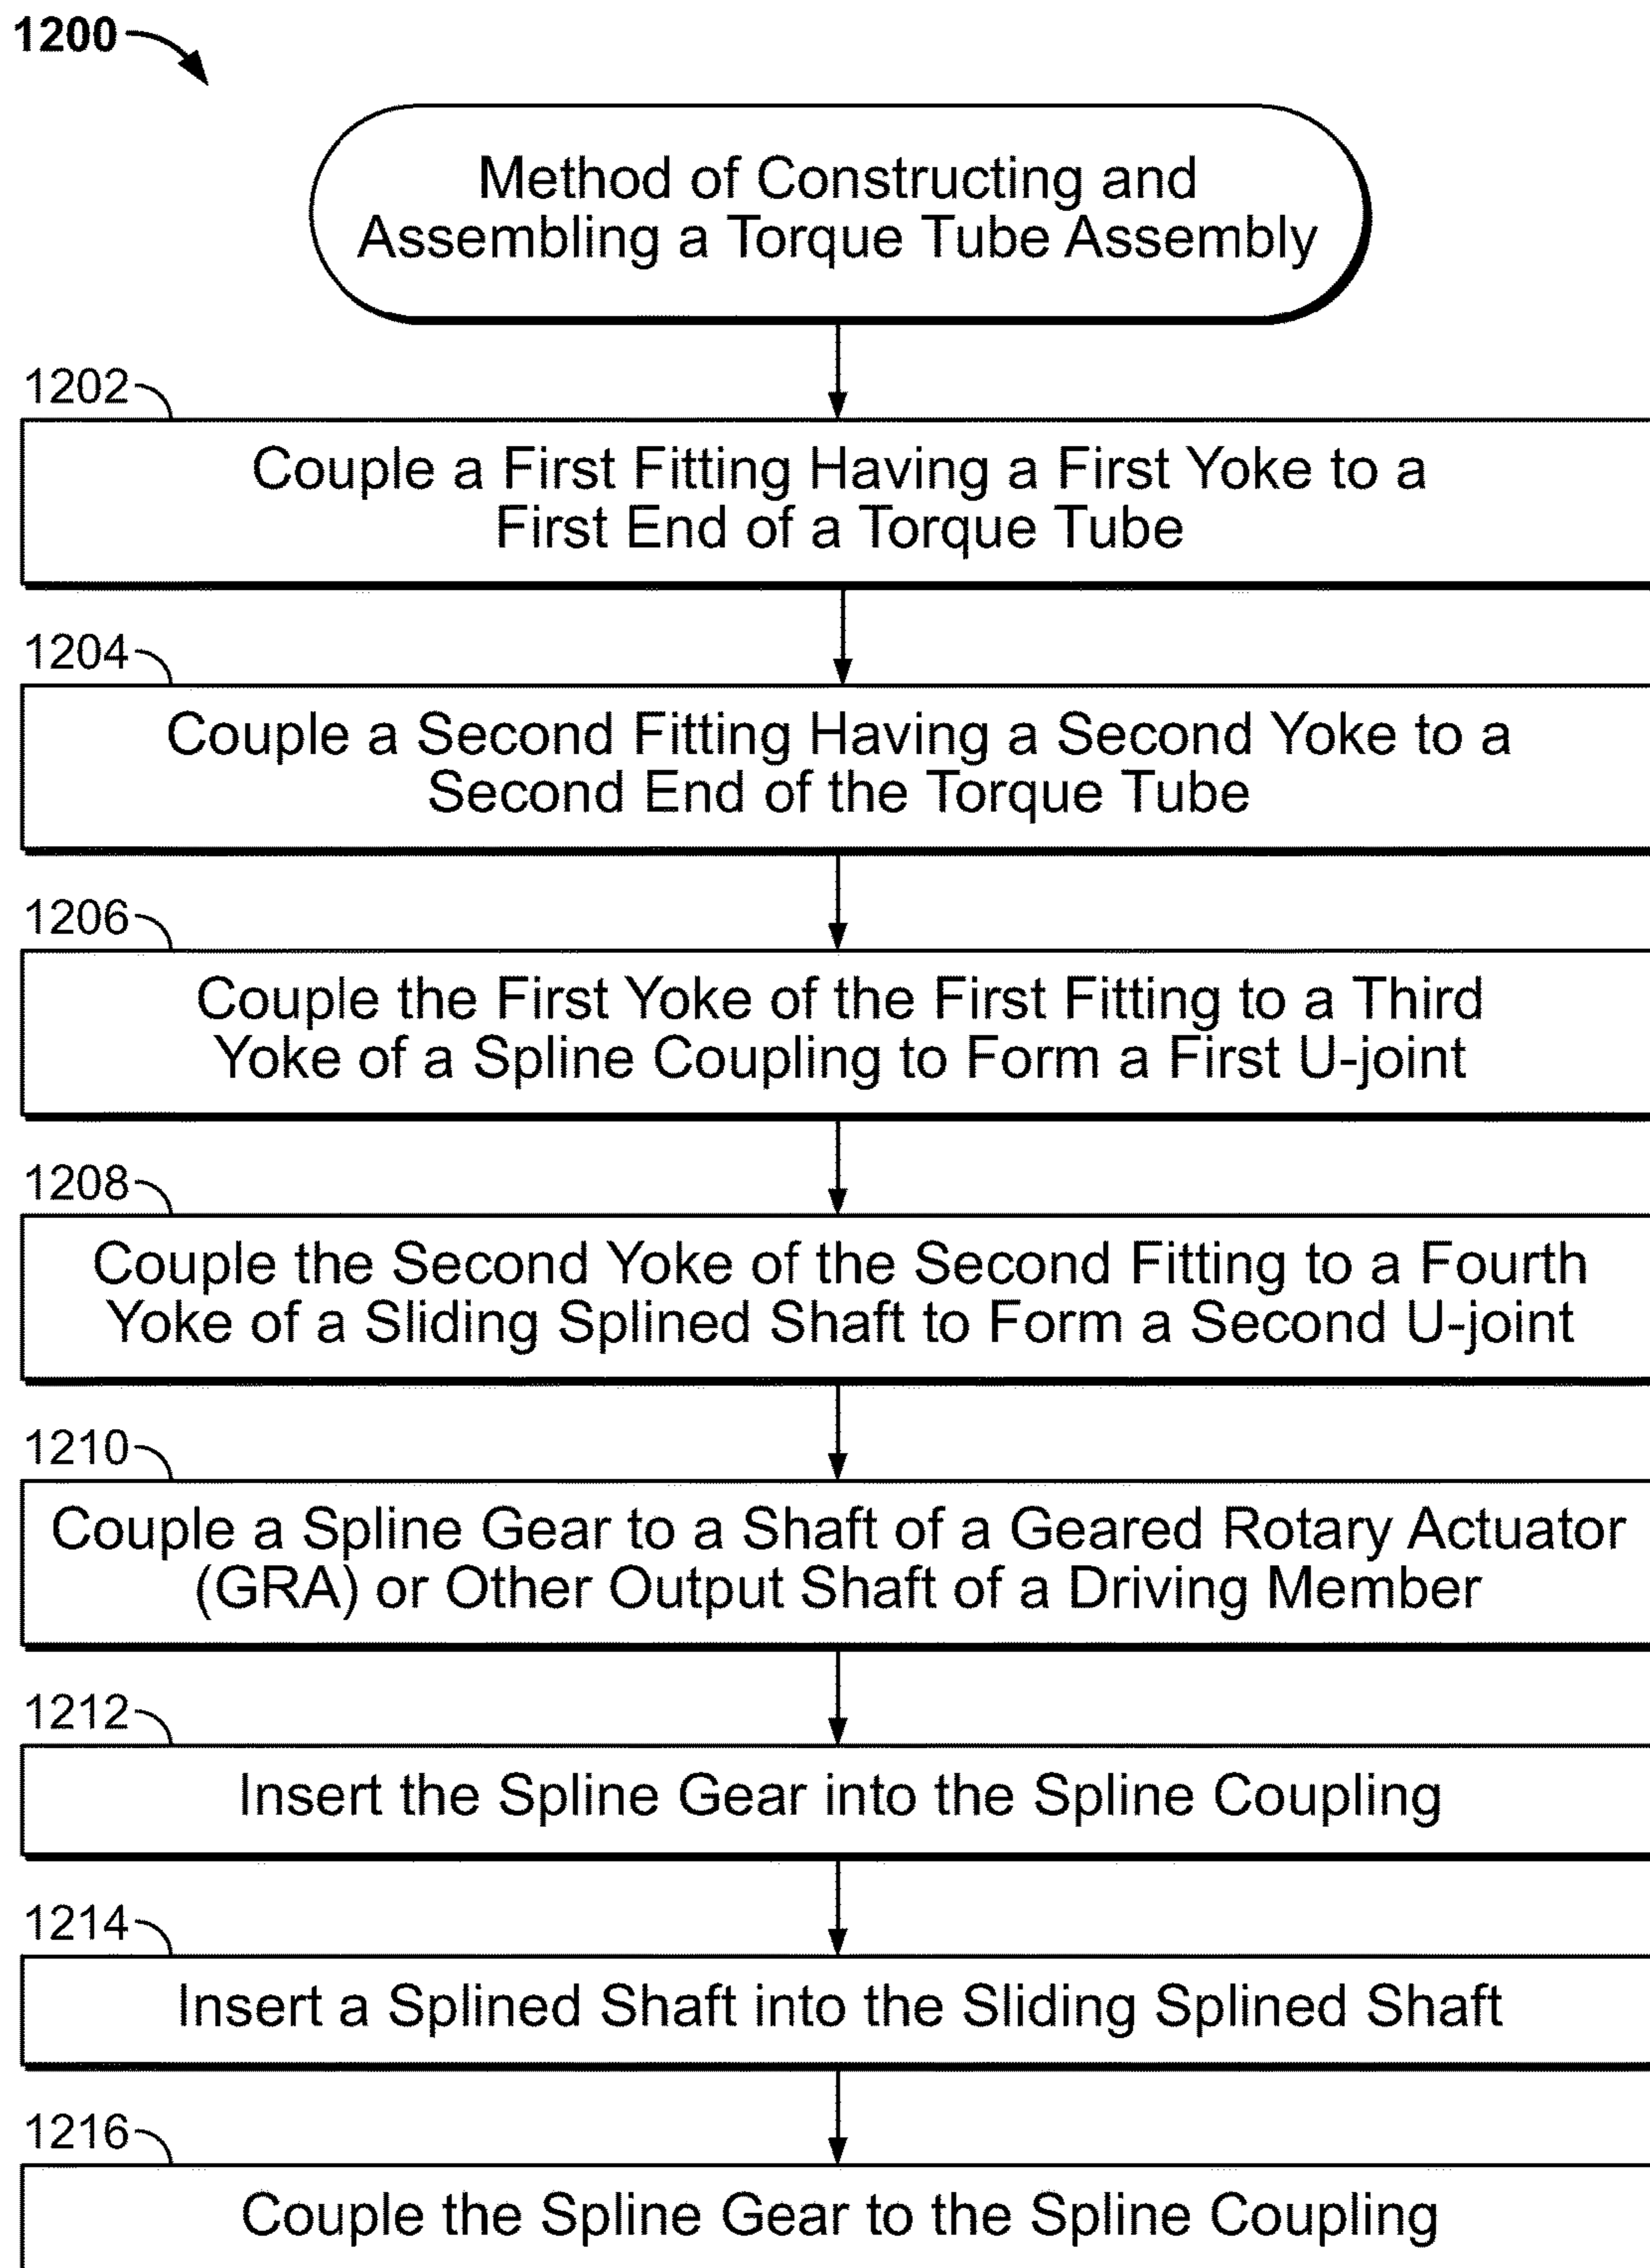 1200
Method of Constructing and
Assembling a Torque Tube Assembly
1202
Couple a First Fitting Having a First Yoke to a
First End of a Torque Tube
1204
Couple a Second Fitting Having a Second Yoke to a
Second End of the Torque Tube
1206
Couple the First Yoke of the First Fitting to a Third
Yoke of a Spline Coupling to Form a First U-joint
1208
Couple the Second Yoke of the Second Fitting to a Fourth
Yoke of a Sliding Splined Shaft to Form a Second U-joint
1210
Couple a Spline Gear to a Shaft of a Geared Rotary Actuator
(GRA) or Other Output Shaft of a Driving Member
1212
Insert the Spline Gear into the Spline Coupling
1214
Insert a Splined Shaft into the Sliding Splined Shaft
1216
Couple the Spline Gear to the Spline Coupling